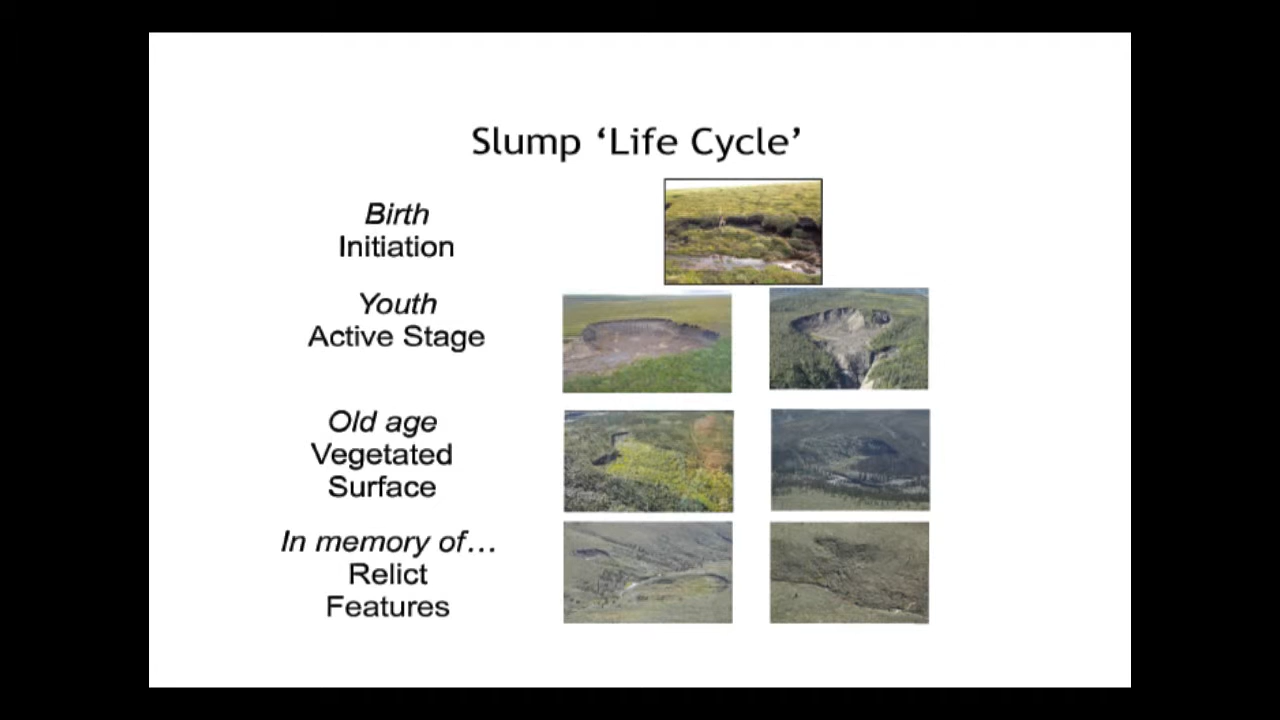 Slump ‘Life Cycle’
Birth
Initiation
Youth
Active Stage
Old age
Vegetated
Surface
In memory of…
Relict
Features